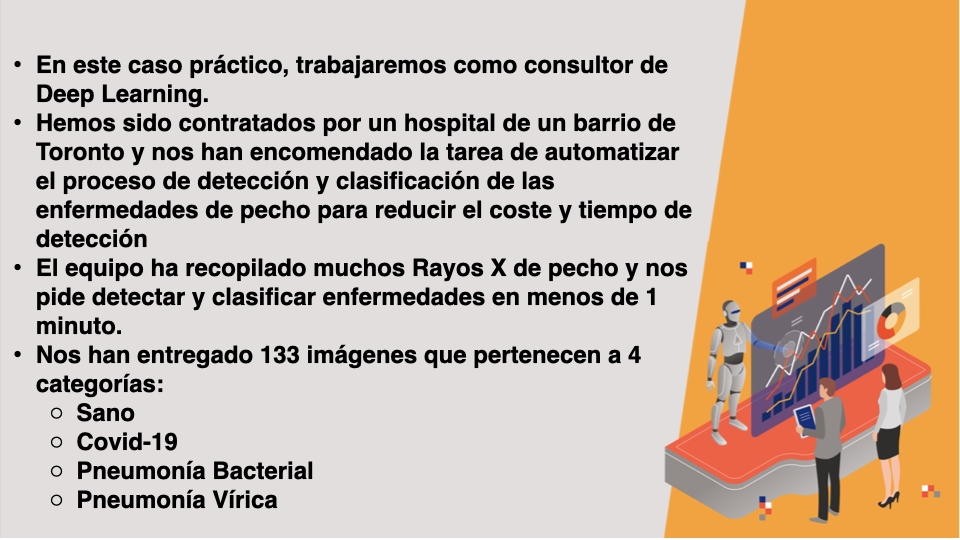 • En este caso práctico, trabajaremos como consultor de
Deep Learning.
• Hemos sido contratados por un hospital de un barrio de
Toronto y nos han encomendado la tarea de automatizar
el proceso de detección y clasificación de las
enfermedades de pecho para reducir el coste y tiempo de
detección
• El equipo ha recopilado muchos Rayos X de pecho y nos
pide detectar y clasificar enfermedades en menos de 1
minuto.
• Nos han entregado 133 imágenes que pertenecen a 4
categorías:
○ Sano
○ Covid-19
○ Pneumonía Bacterial
○ Pneumonía Vírica